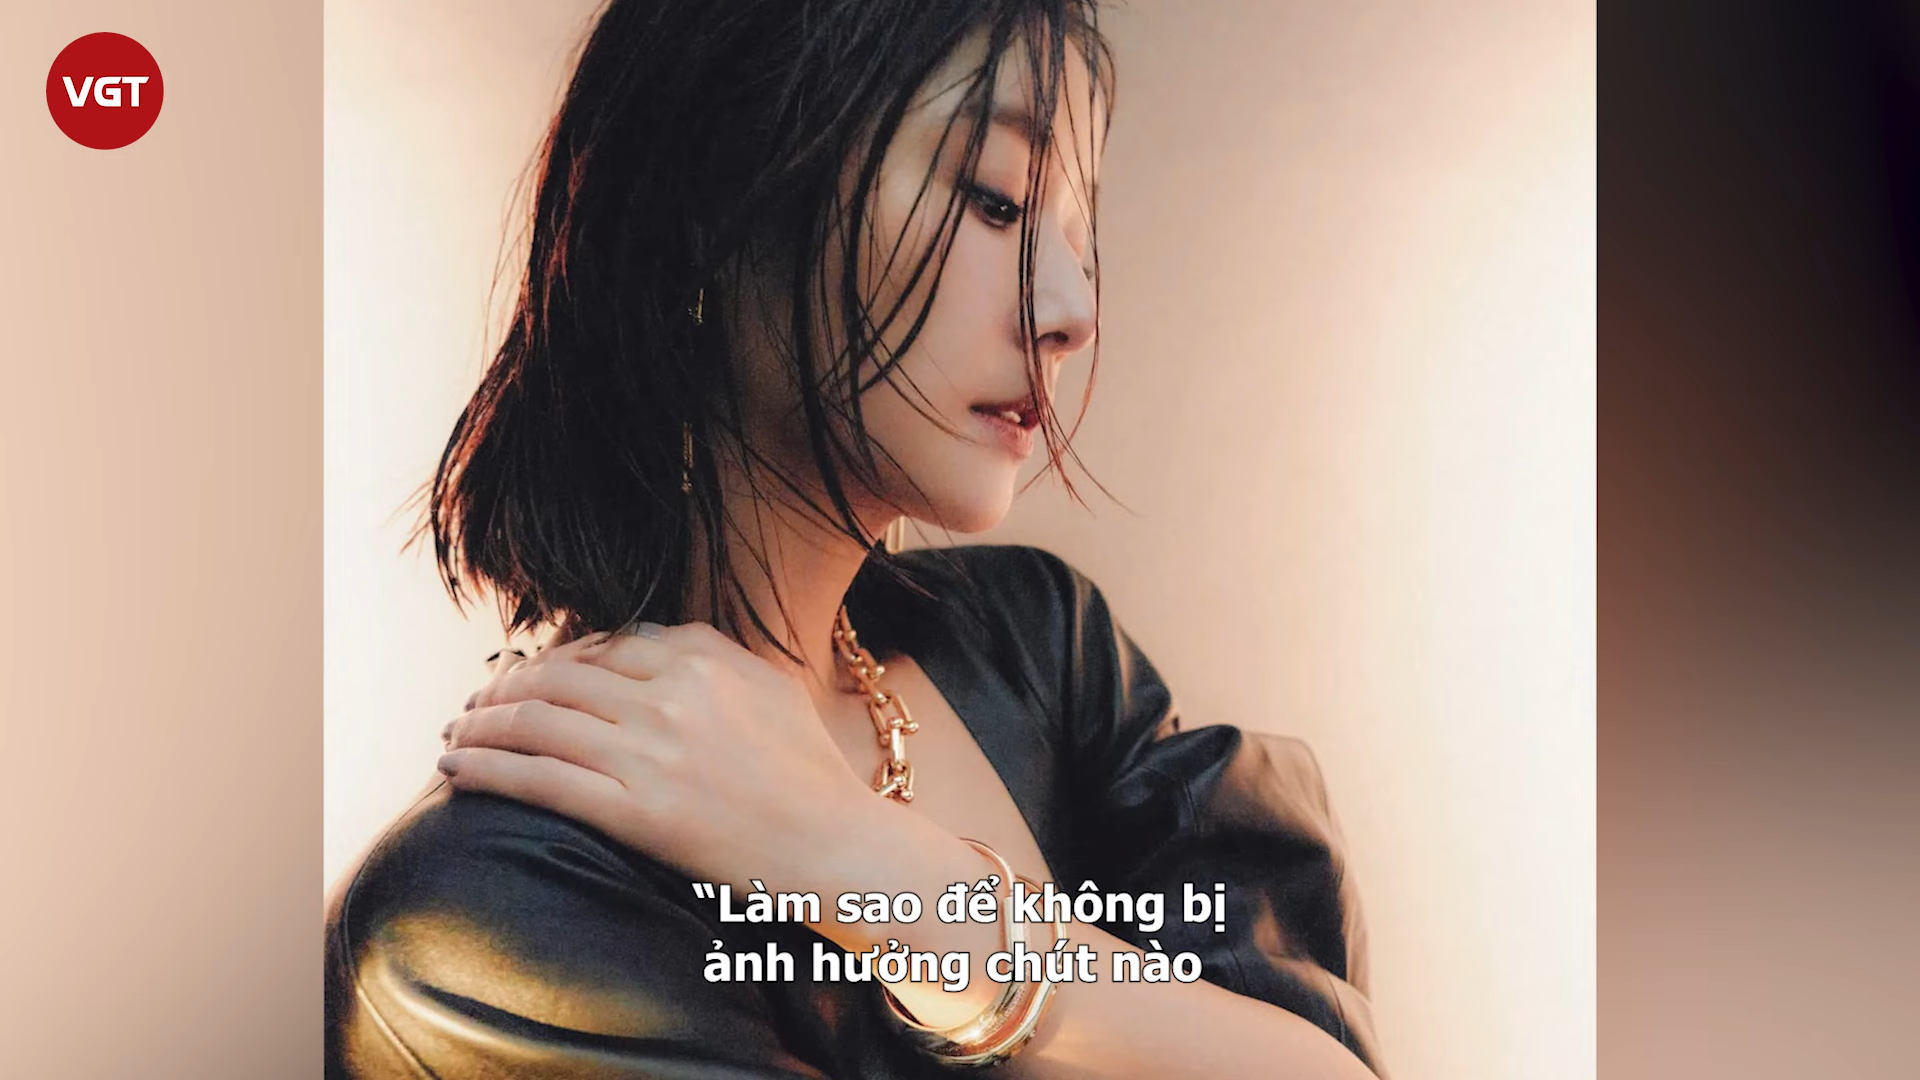 VGT
“Làm sao để không bị
ảnh hưởng chút nào